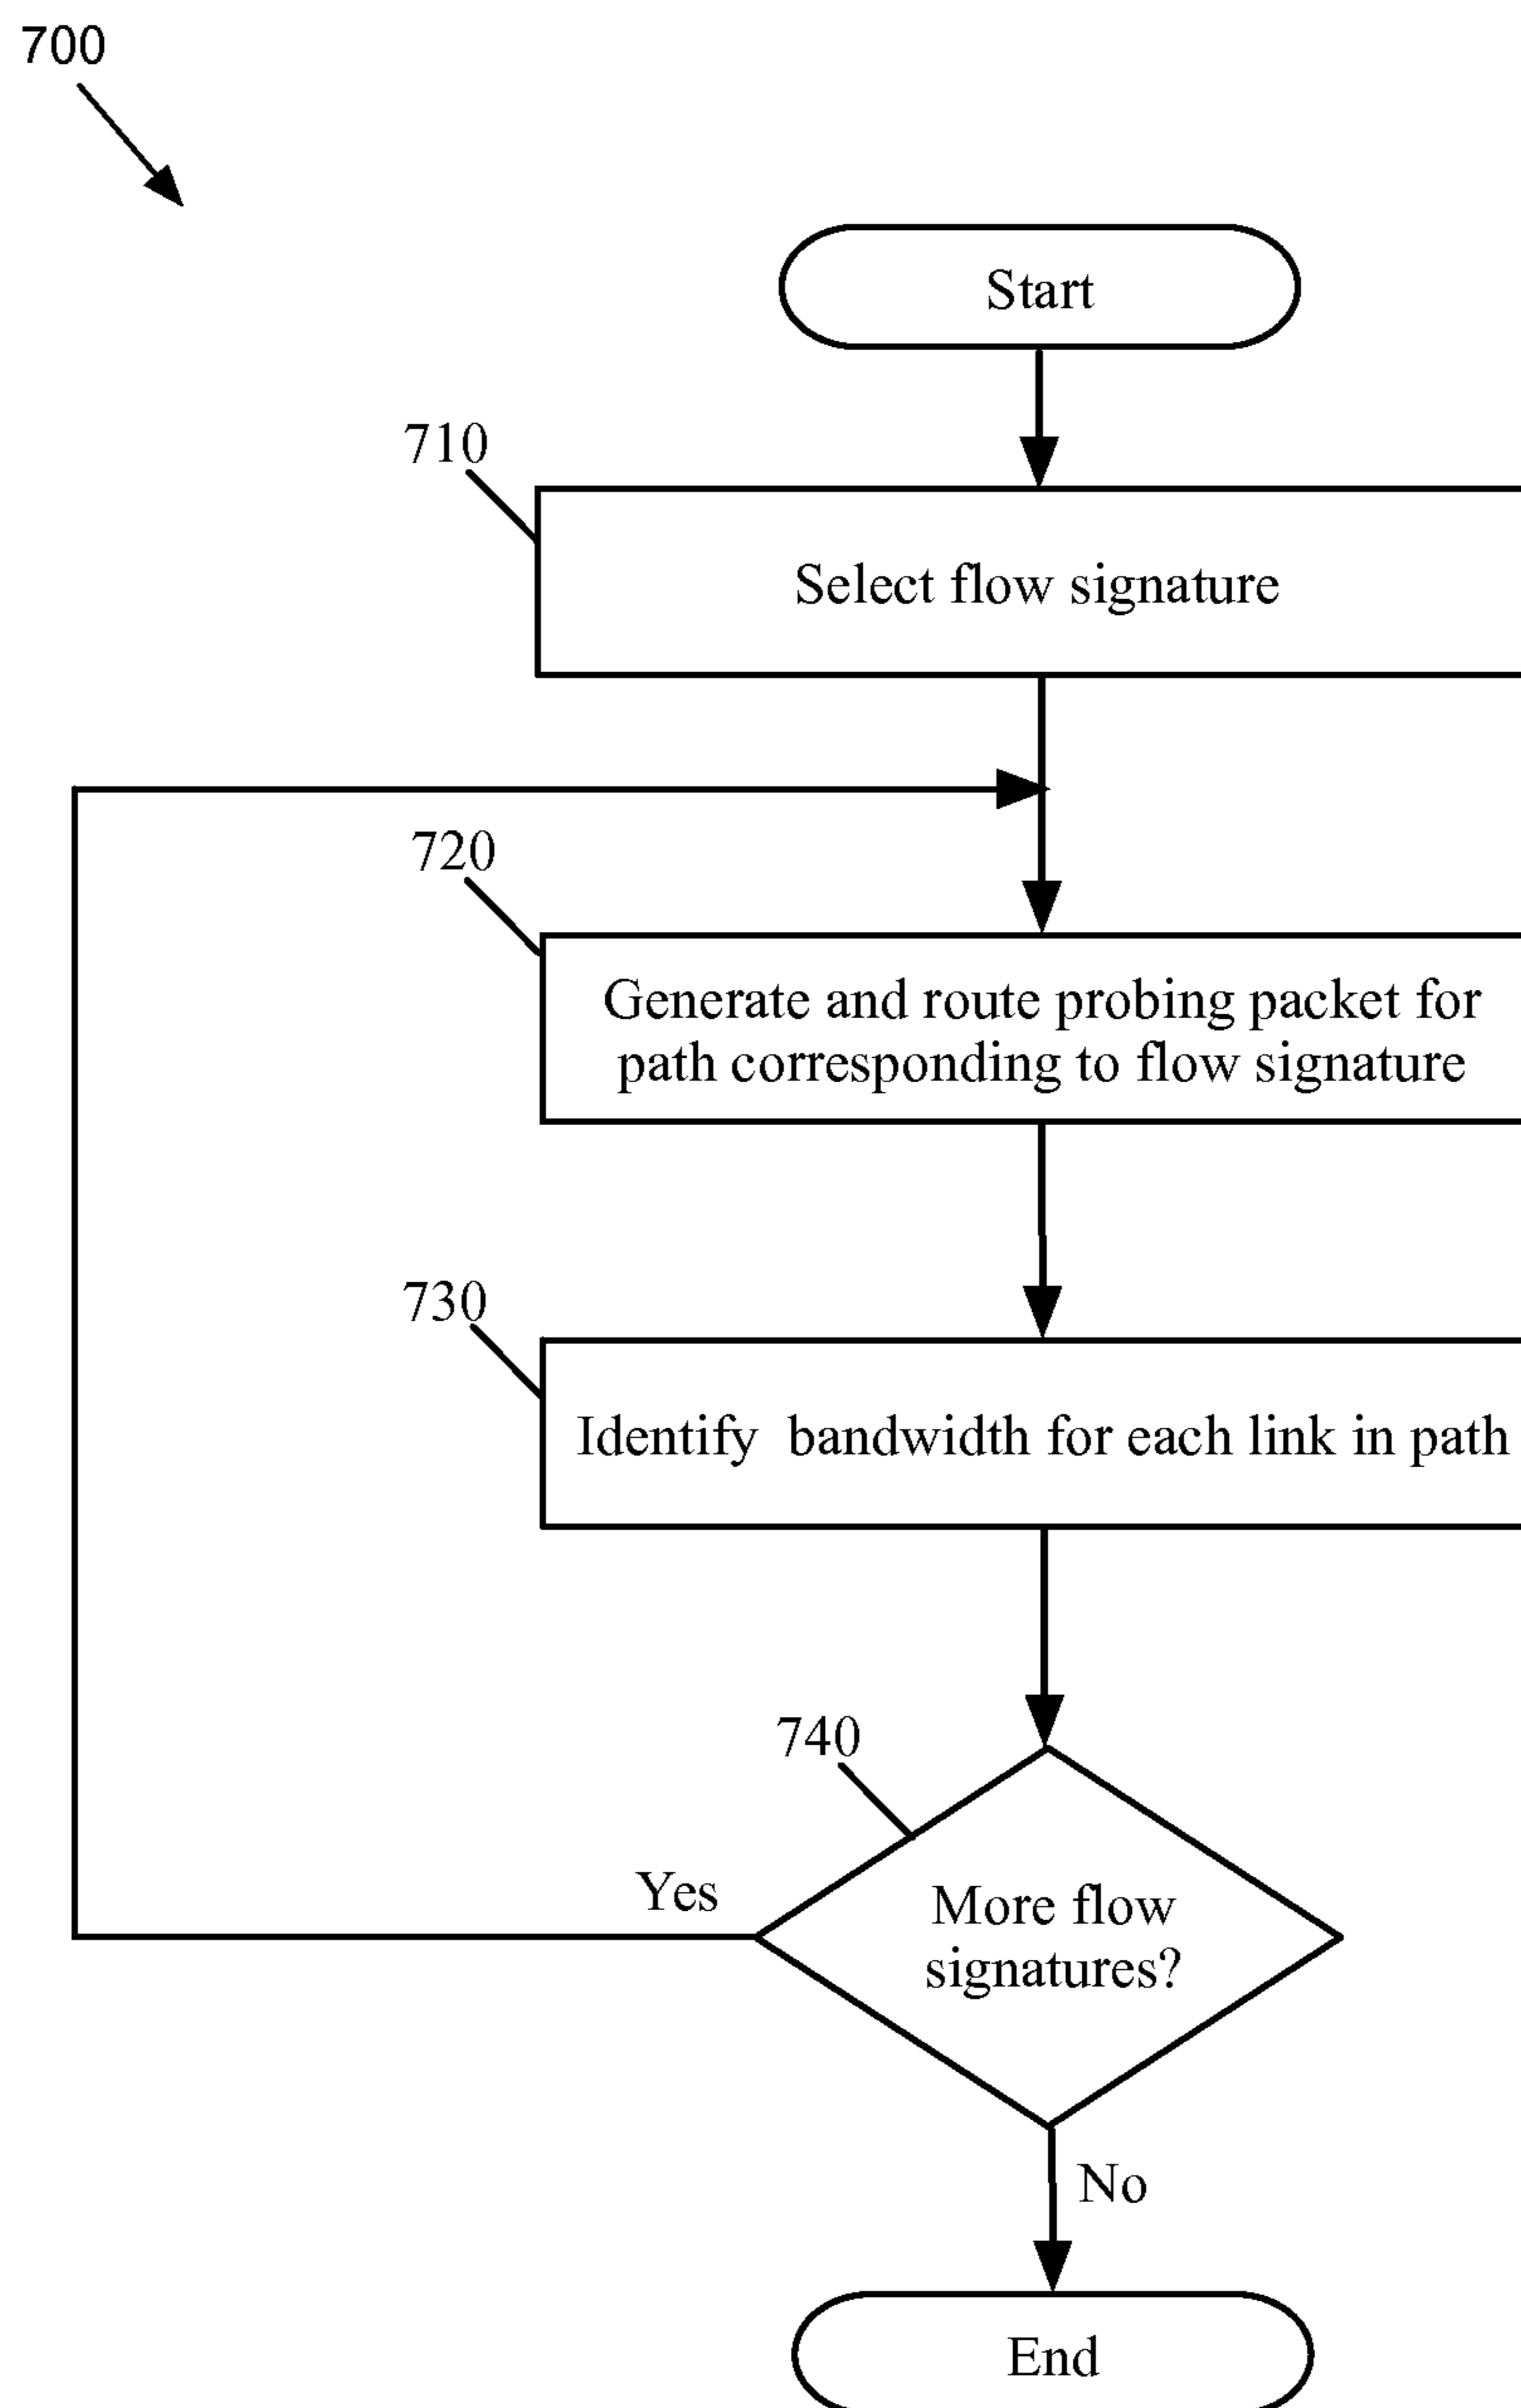 700
Start
710
Select flow signature
720
Generate and route probing packet for
path corresponding to flow signature
730
Identify bandwidth for each link in path
740
Yes
More flow
signatures?
No
End